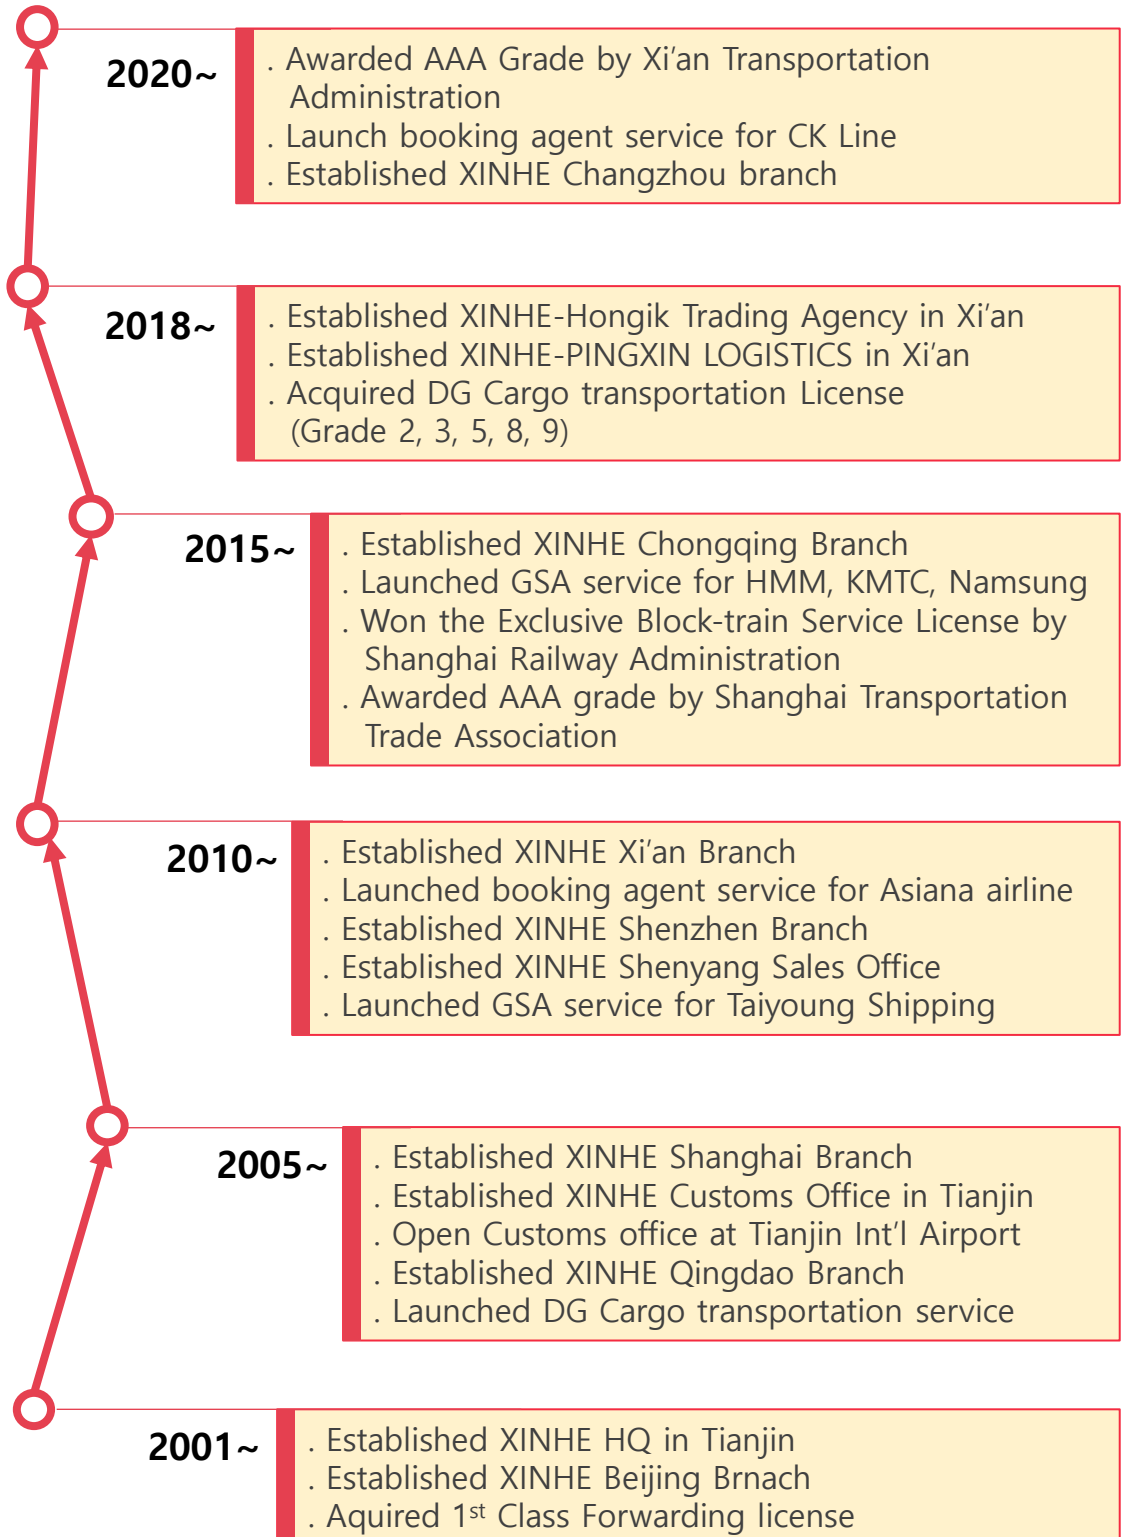 2020~
. Awarded AAA Grade by Xi’an Transportation
Administration
. Launch booking agent service for CK Line
. Established XINHE Changzhou branch
2018~
. Established XINHE-Hongik Trading Agency in Xi’an
. Established XINHE-PINGXIN LOGISTICS in Xi’an
. Acquired DG Cargo transportation License
(Grade 2, 3, 5, 8, 9)
2015~
. Established XINHE Chongqing Branch
. Launched GSA service for HMM, KMTC, Namsung
. Won the Exclusive Block-train Service License by
Shanghai Railway Administration
. Awarded AAA grade by Shanghai Transportation
Trade Association
2010~
. Established XINHE Xi’an Branch
. Launched booking agent service for Asiana airline
. Established XINHE Shenzhen Branch
. Established XINHE Shenyang Sales Office
. Launched GSA service for Taiyoung Shipping
2005~
. Established XINHE Shanghai Branch
. Established XINHE Customs Office in Tianjin
. Open Customs office at Tianjin Int’l Airport
. Established XINHE Qingdao Branch
. Launched DG Cargo transportation service
2001~
. Established XINHE HQ in Tianjin
. Established XINHE Beijing Brnach
. Aquired 1st Class Forwarding license